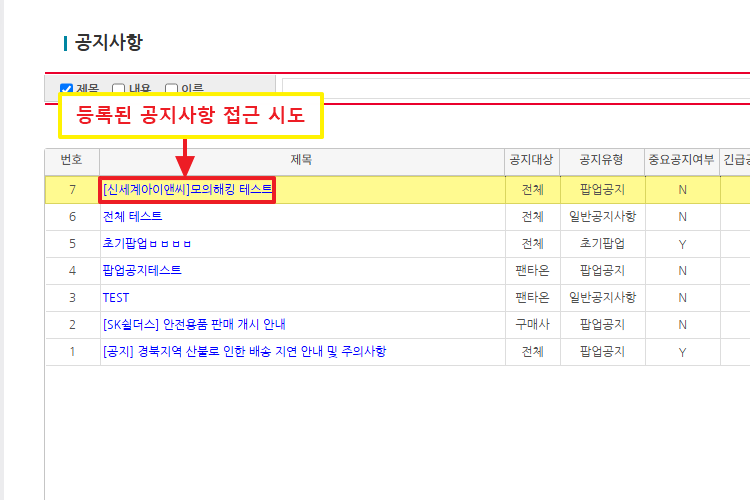 공지사항
제목 내용 이름
등록된 공지사항 접근 시도
번호 제목 공지대상 공지유형 중요공지여부 긴급공
7 [신세계아이앤씨]모의해킹 테스트 전체 팝업공지 N
6 전체 테스트 전체 일반공지사항 N
5 초기팝업ㅂㅂㅂㅂ 전체 초기팝업 Y
4 팝업공지테스트 팬타온 팝업공지 N
3 TEST 팬타온 일반공지사항 N
2 [SK쉴더스] 안전용품 판매 개시 안내 구매사 팝업공지 N
1 [공지] 경북지역 산불로 인한 배송 지연 안내 및 주의사항 전체 팝업공지 Y